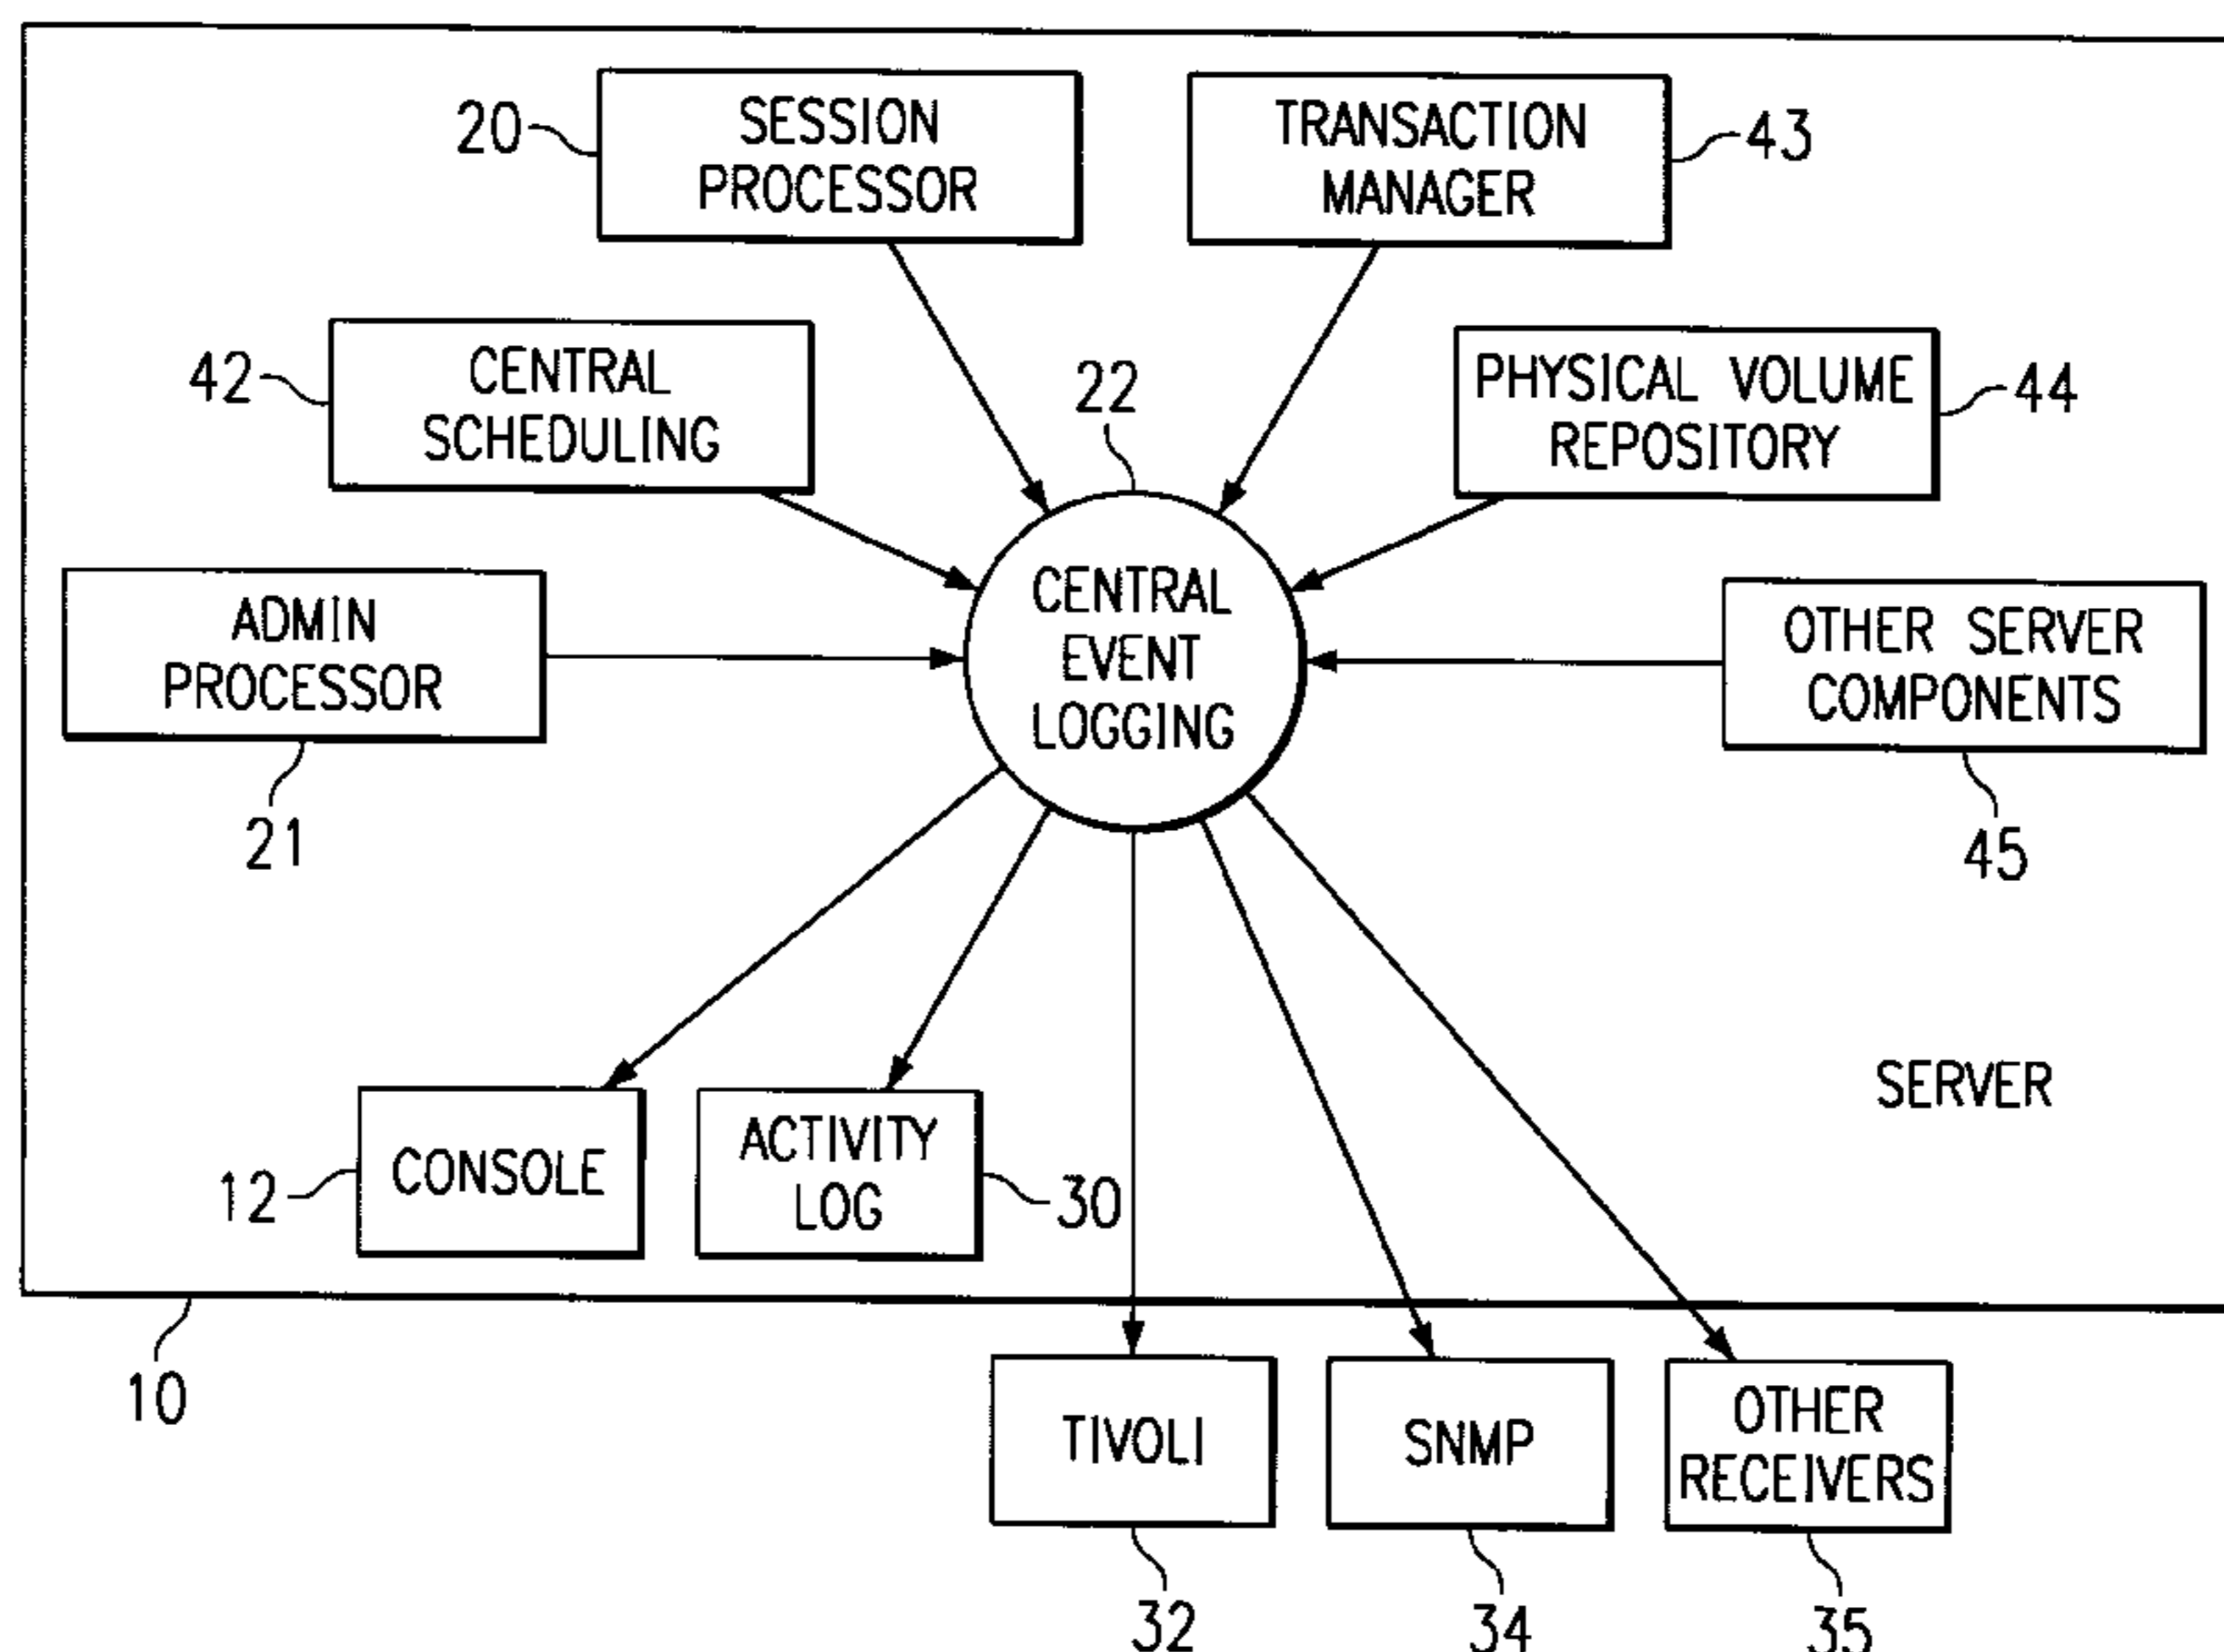 SESSION
PROCESSOR
20
TRANSACTION
MANAGER
43
CENTRAL
SCHEDULING
42
22
PHYSICAL VOLUME
REPOSITORY
44
ADMIN
PROCESSOR
21
CENTRAL
EVENT
LOGGING
OTHER SERVER
COMPONENTS
45
SERVER
12
CONSOLE
ACTIVITY
LOG
30
10
TIVOLI
32
SNMP
34
OTHER
RECEIVERS
35